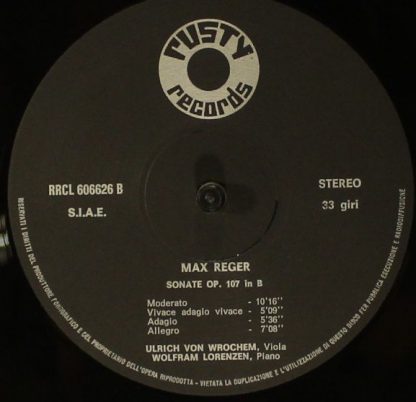 rusty
records
RRCL 606626 B
S.I.A.E.
STEREO
33 giri
MAX REGER
SONATE OP. 107 in B
Moderato - 10'16"
Vivace adagio vivace - 5'09"
Adagio - 5'36"
Allegro - 7'08"
ULRICH VON WROCHEM, Viola
WOLFRAM LORENZEN, Piano
RISERVATI I DIRITTI DEL PRODUTTORE FONOGRAFICO E DEL PROPRIETARIO DELL'OPERA RIPRODOTTA - VIETATA LA DUPLICAZIONE E L'UTILIZZAZIONE DI QUESTO DISCO PER PUBBLICA ESECUZIONE E RADIODIFFUSIONE